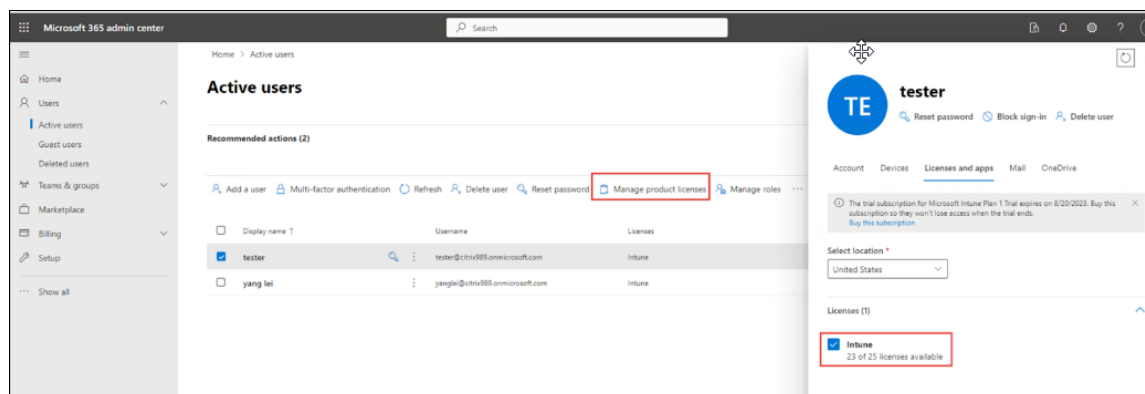 Microsoft 365 admin center
Search
?
Home
Users
Active users
Guest users
Deleted users
Teams & groups
Marketplace
Billing
Setup
Show all
Home > Active users
Active users
Recommended actions (2)
Add a user Multi-factor authentication Refresh Delete user Reset password Manage product licenses Manage roles ...
Display name ↑ Username Licenses
tester tester@citrix989.onmicrosoft.com Intune
yang lei yanglei@citrix989.onmicrosoft.com Intune
TE
tester
Reset password Block sign-in Delete user
Account Devices Licenses and apps Mail OneDrive
The trial subscription for Microsoft Intune Plan 1 Trial expires on 8/20/2023. Buy this
subscription so they won't lose access when the trial ends.
Buy this subscription
Select location *
United States
Licenses (1)
Intune
23 of 25 licenses available